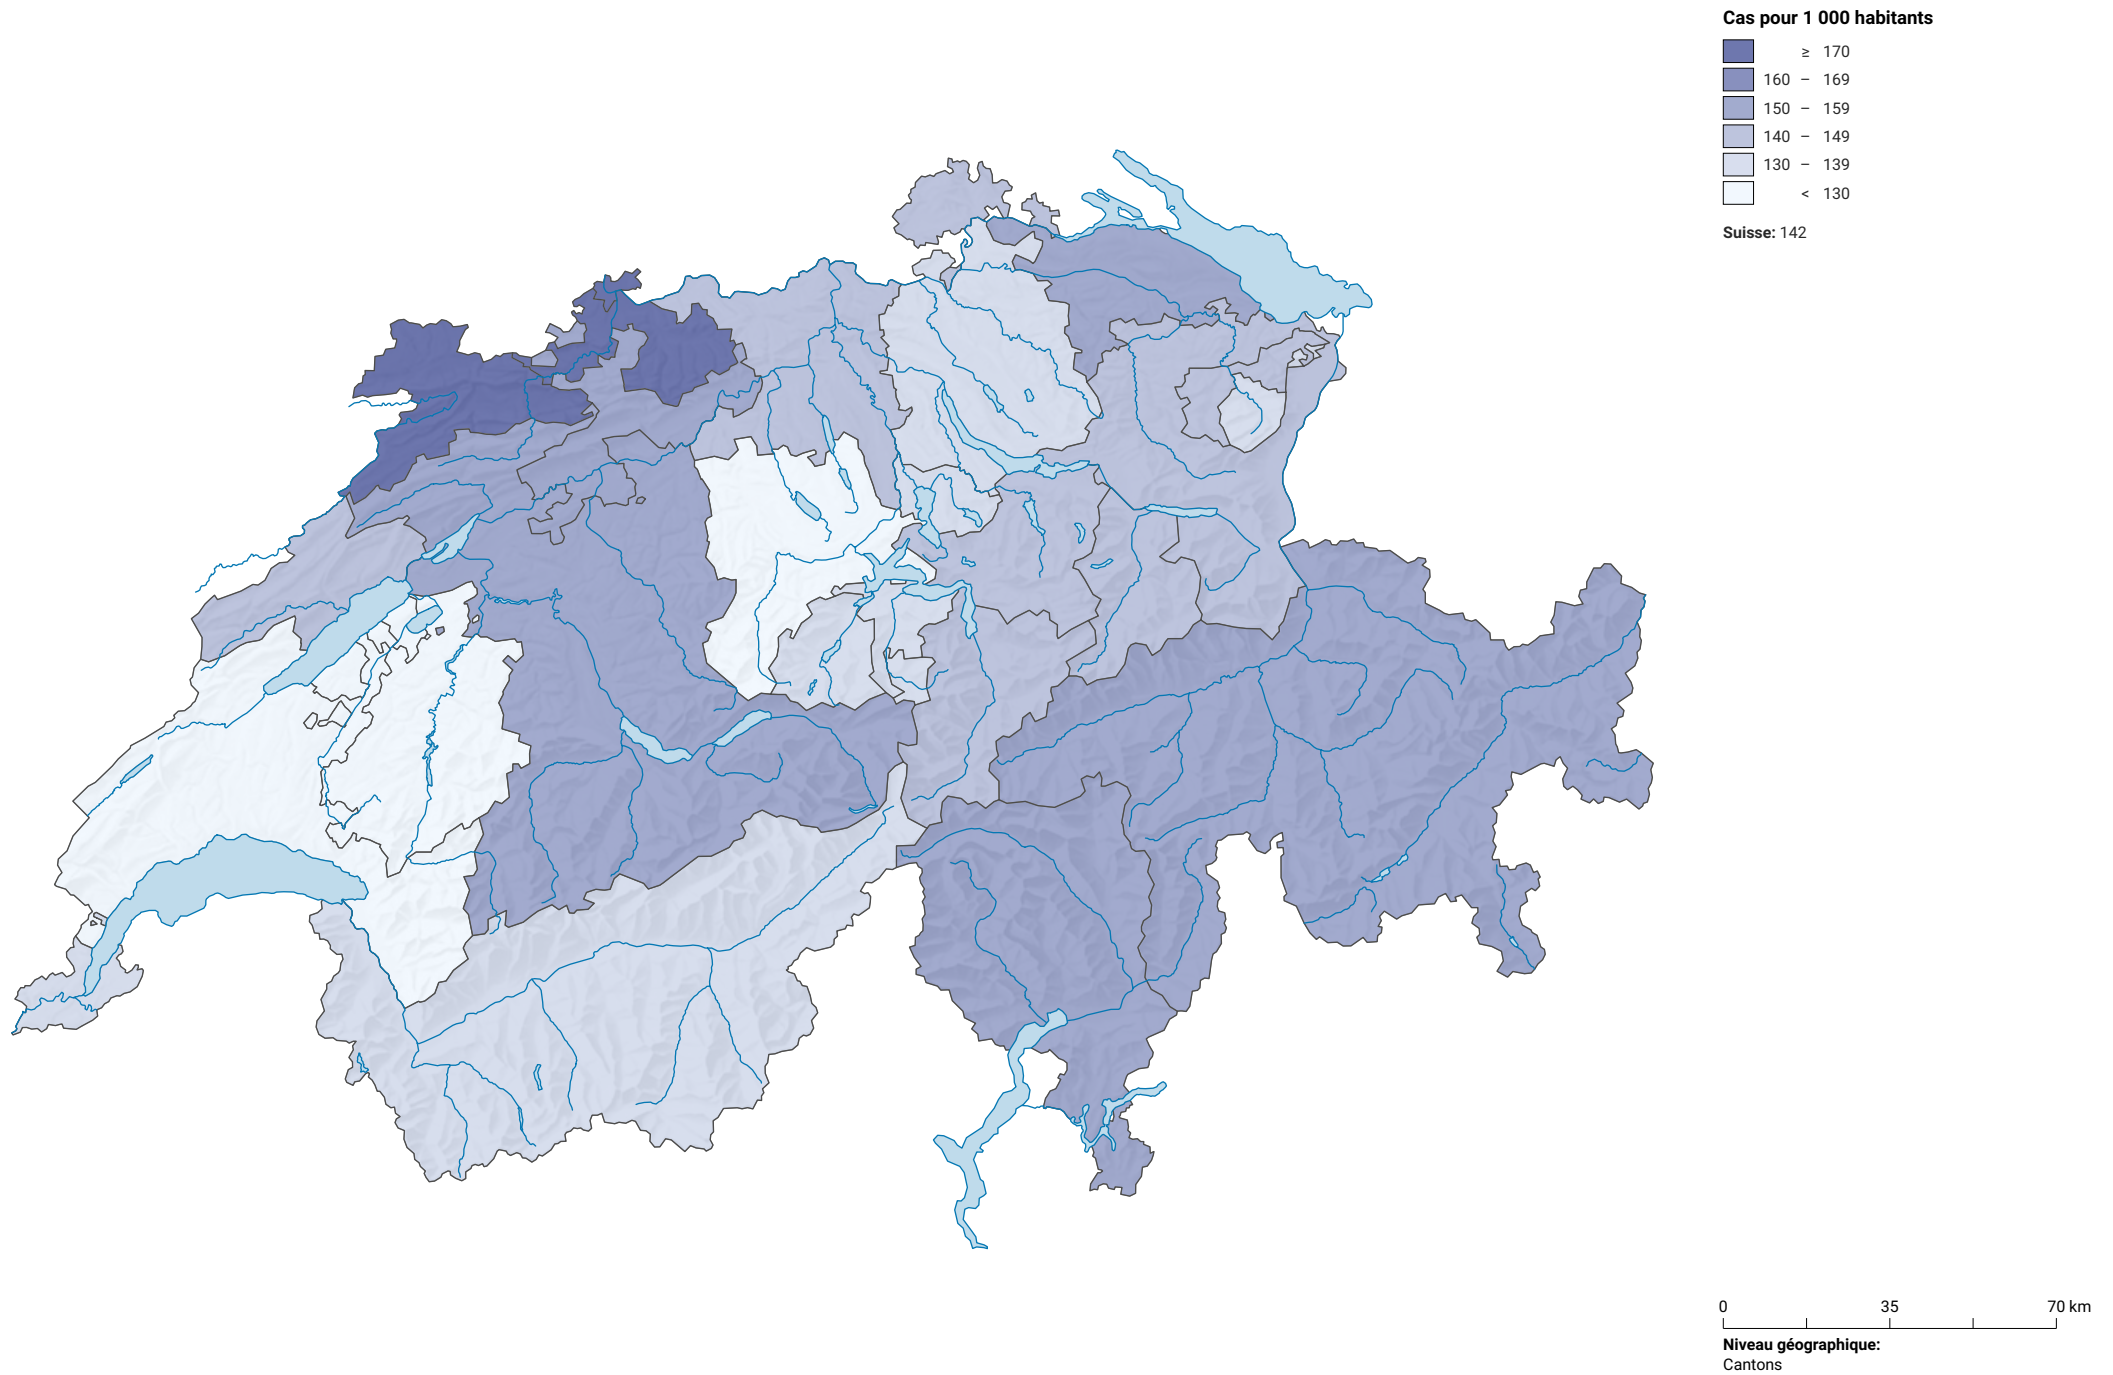 Cas pour 1 000 habitants
≥ 170
160 – 169
150 – 159
140 – 149
130 – 139
< 130
Suisse: 142
0 35 70 km
Niveau géographique:
Cantons